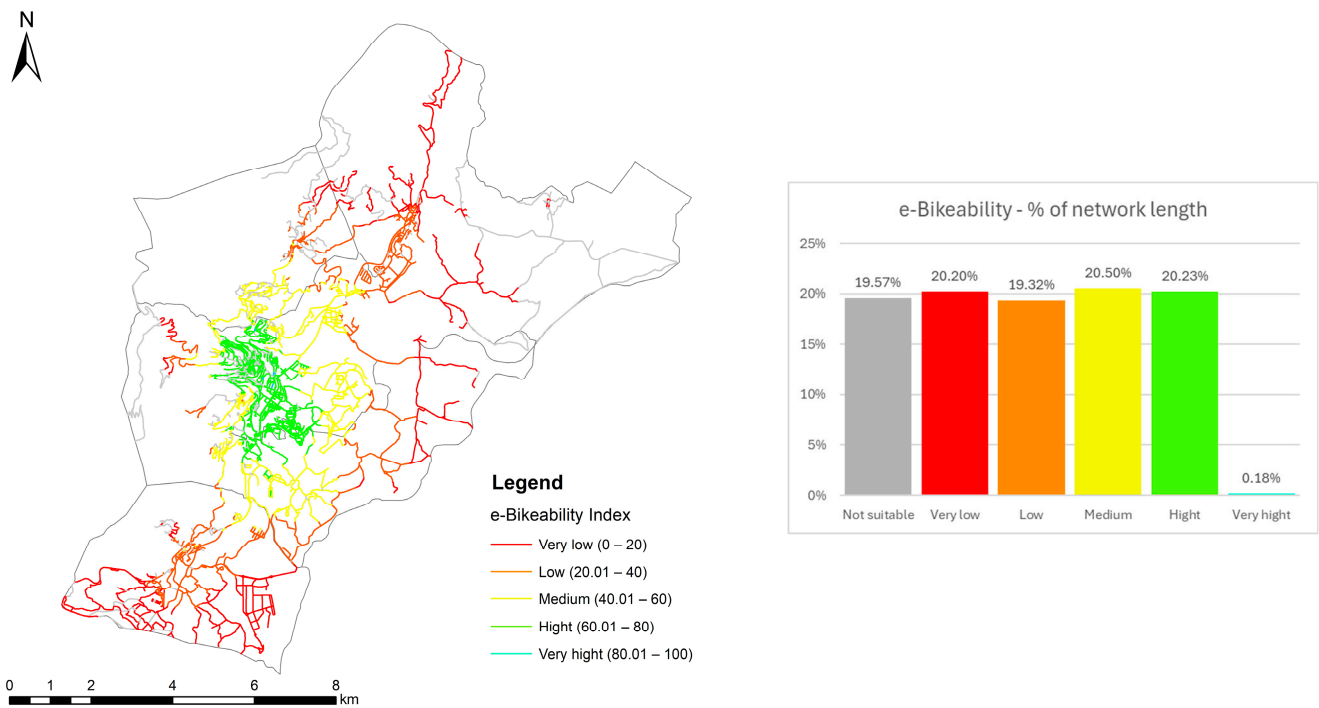 N
Legend
e-Bikeability Index
Very low (0 – 20)
Low (20.01 – 40)
Medium (40.01 – 60)
Hight (60.01 – 80)
Very hight (80.01 – 100)
0 1 2 4 6 8 km
e-Bikeability - % of network length
25%
20%
15%
10%
5%
0%
19.57%
20.20%
19.32%
20.50%
20.23%
0.18%
Not suitable Very low Low Medium Hight Very hight